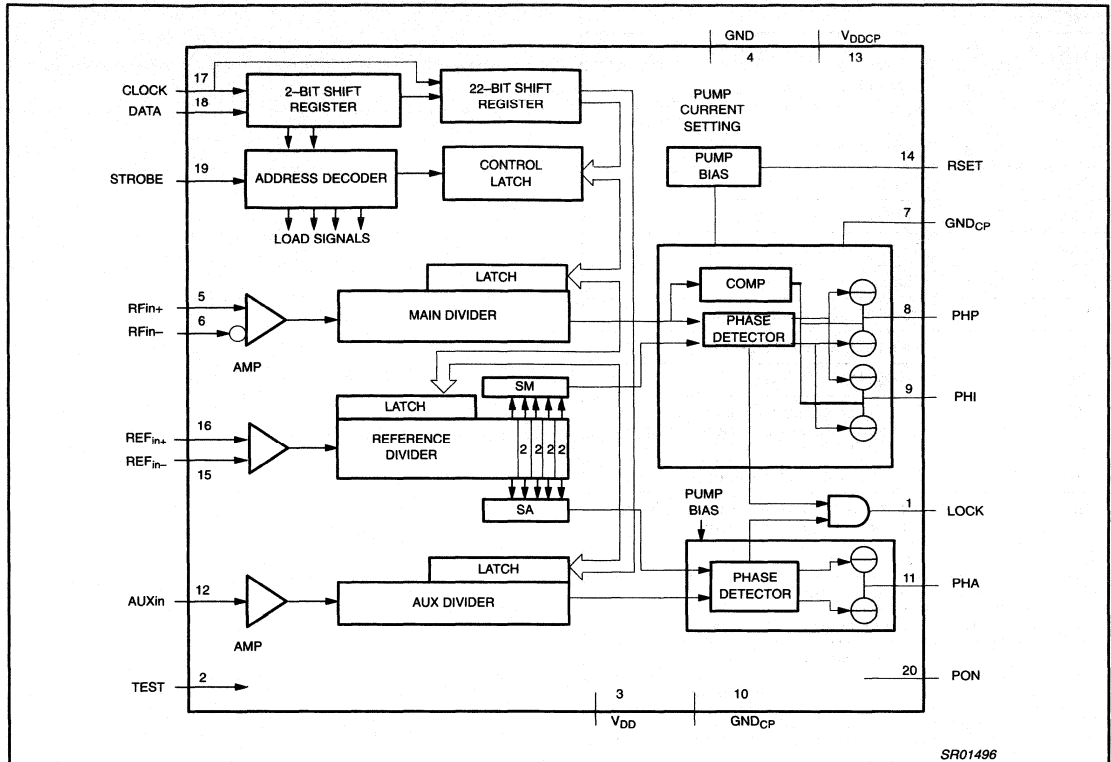 GND
VDDCP
4
13
CLOCK
17
DATA
18
2–BIT SHIFT
REGISTER
22–BIT SHIFT
REGISTER
PUMP
CURRENT
SETTING
STROBE
19
ADDRESS DECODER
CONTROL
LATCH
PUMP
BIAS
14
RSET
LOAD SIGNALS
7
GNDCP
LATCH
COMP
RFin+
5
RFin–
6
MAIN DIVIDER
PHASE
DETECTOR
8
PHP
AMP
SM
9
PHI
LATCH
REFin+
16
REFin–
15
REFERENCE
DIVIDER
2
2
2
2
SA
PUMP
BIAS
1
LOCK
LATCH
PHASE
DETECTOR
11
PHA
AUXin
12
AUX DIVIDER
AMP
TEST
2
20
PON
3
10
VDD
GNDCP
SR01496